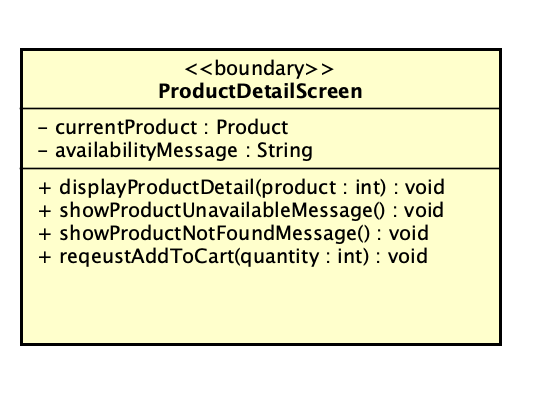 <<boundary>>
ProductDetailScreen
- currentProduct : Product
- availabilityMessage : String
+ displayProductDetail(product : int) : void
+ showProductUnavailableMessage() : void
+ showProductNotFoundMessage() : void
+ reqeustAddToCart(quantity : int) : void